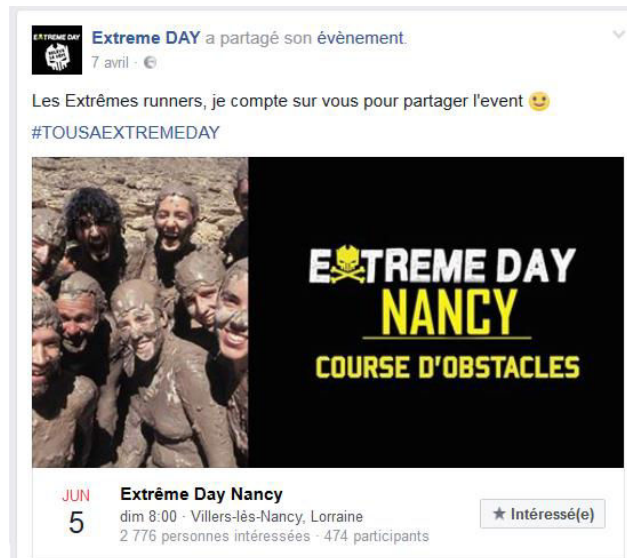 Extreme DAY a partagé son évènement.
7 avril ·
Les Extrêmes runners, je compte sur vous pour partager l'event
#TOUSAEXTREMEDAY
EXTREME DAY
NANCY
COURSE D'OBSTACLES
JUN
5
Extrême Day Nancy
dim 8:00 · Villers-lés-Nancy, Lorraine
2 776 personnes intéressées · 474 participants
★ Intéressé(e)